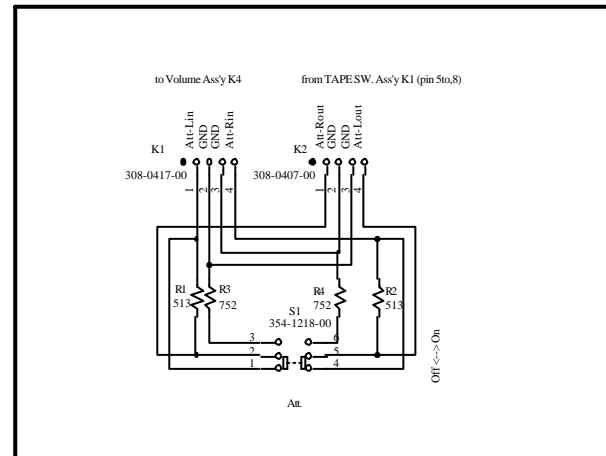 to Volume Ass'y K4
from TAPE SW. Ass'y K1 (pin 5to,8)
Att-Lin
GND
GND
Att-Rin
Att-Rout
GND
GND
Att-Lout
K1
K2
308-0417-00
308-0407-00
1
2
3
4
1
2
3
4
R1
513
R3
752
R4
752
R2
513
S1
354-1218-00
3
2
1
6
5
4
Off <--> On
Att.